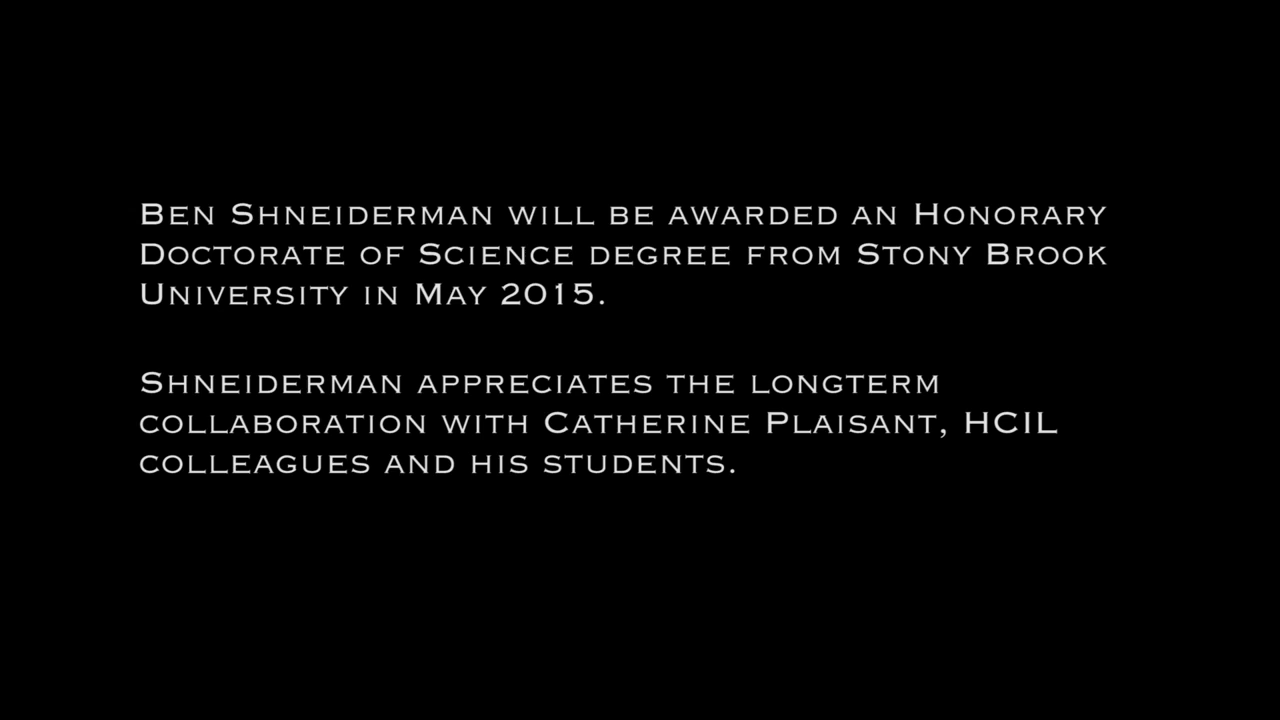 Ben Shneiderman will be awarded an Honorary
Doctorate of Science degree from Stony Brook
University in May 2015.
Shneiderman appreciates the longterm
collaboration with Catherine Plaisant, HCIL
colleagues and his students.